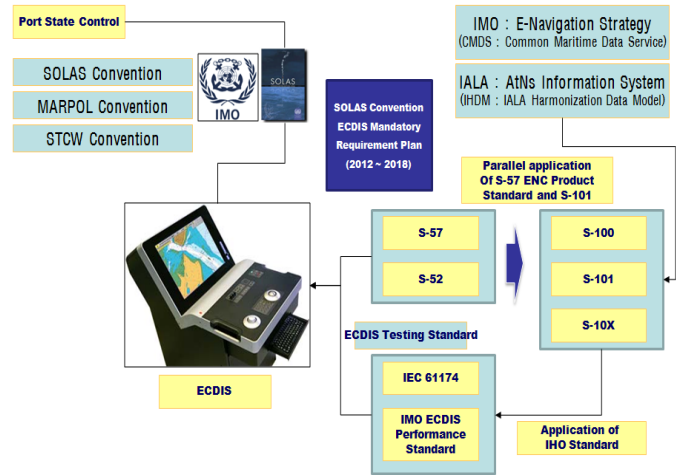 Port State Control
SOLAS Convention
MARPOL Convention
STCW Convention
IMO
SOLAS
SOLAS Convention
ECDIS Mandatory
Requirement Plan
(2012 ~ 2018)
IMO : E-Navigation Strategy
(CMDS : Common Maritime Data Service)
IALA : AtNs Information System
(IHDM : IALA Harmonization Data Model)
Parallel application
Of S-57 ENC Product
Standard and S-101
S-57
S-52
S-100
S-101
S-10X
ECDIS Testing Standard
IEC 61174
IMO ECDIS
Performance
Standard
Application of
IHO Standard
ECDIS